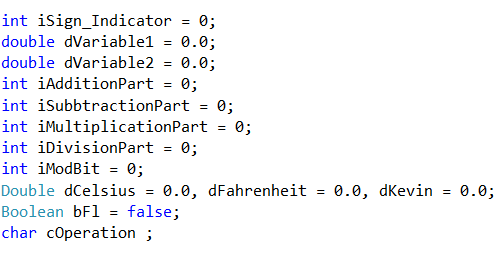 int iSign_Indicator = 0;
double dVariable1 = 0.0;
double dVariable2 = 0.0;
int iAdditionPart = 0;
int iSubbtractionPart = 0;
int iMultiplicationPart = 0;
int iDivisionPart = 0;
int iModBit = 0;
Double dCelsius = 0.0, dFahrenheit = 0.0, dKevin = 0.0;
Boolean bFl = false;
char cOperation ;